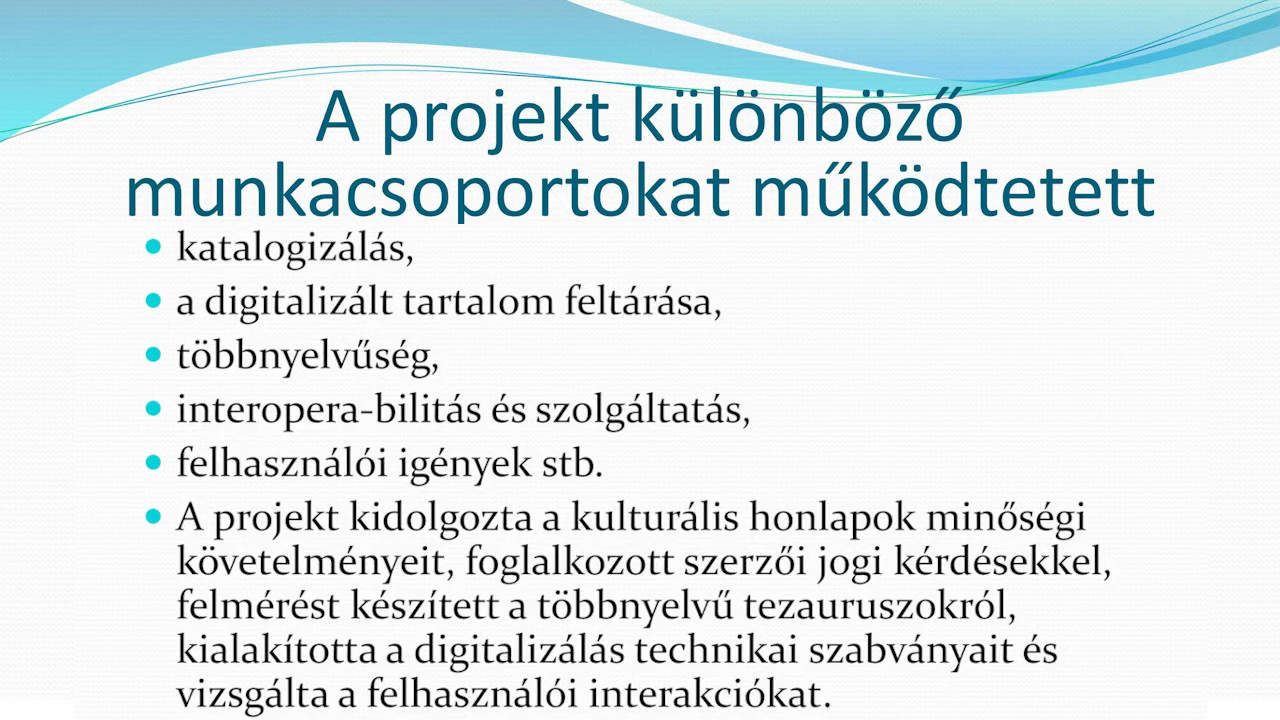 A projekt különböző
munkacsoportokat működtetett
• katalogizálás,
• a digitalizált tartalom feltárása,
• többnyelvűség,
• interopera-bilitás és szolgáltatás,
• felhasználói igények stb.
• A projekt kidolgozta a kulturális honlapok minőségi
követelményeit, foglalkozott szerzői jogi kérdésekkel,
felmérést készített a többnyelvű tezauruszokról,
kialakította a digitalizálás technikai szabványait és
vizsgálta a felhasználói interakciókat.